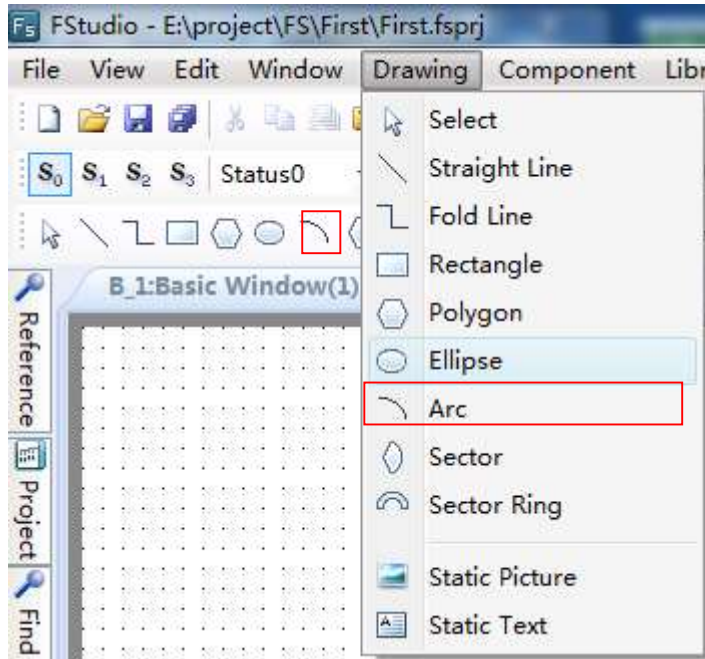 FS FStudio - E:\project\FS\First\First.fsprj
File View Edit Window Drawing Component Libr
S0 S1 S2 S3 Status0
B_1:Basic Window(1)
Reference
Project
Find
Select
Straight Line
Fold Line
Rectangle
Polygon
Ellipse
Arc
Sector
Sector Ring
Static Picture
A Static Text